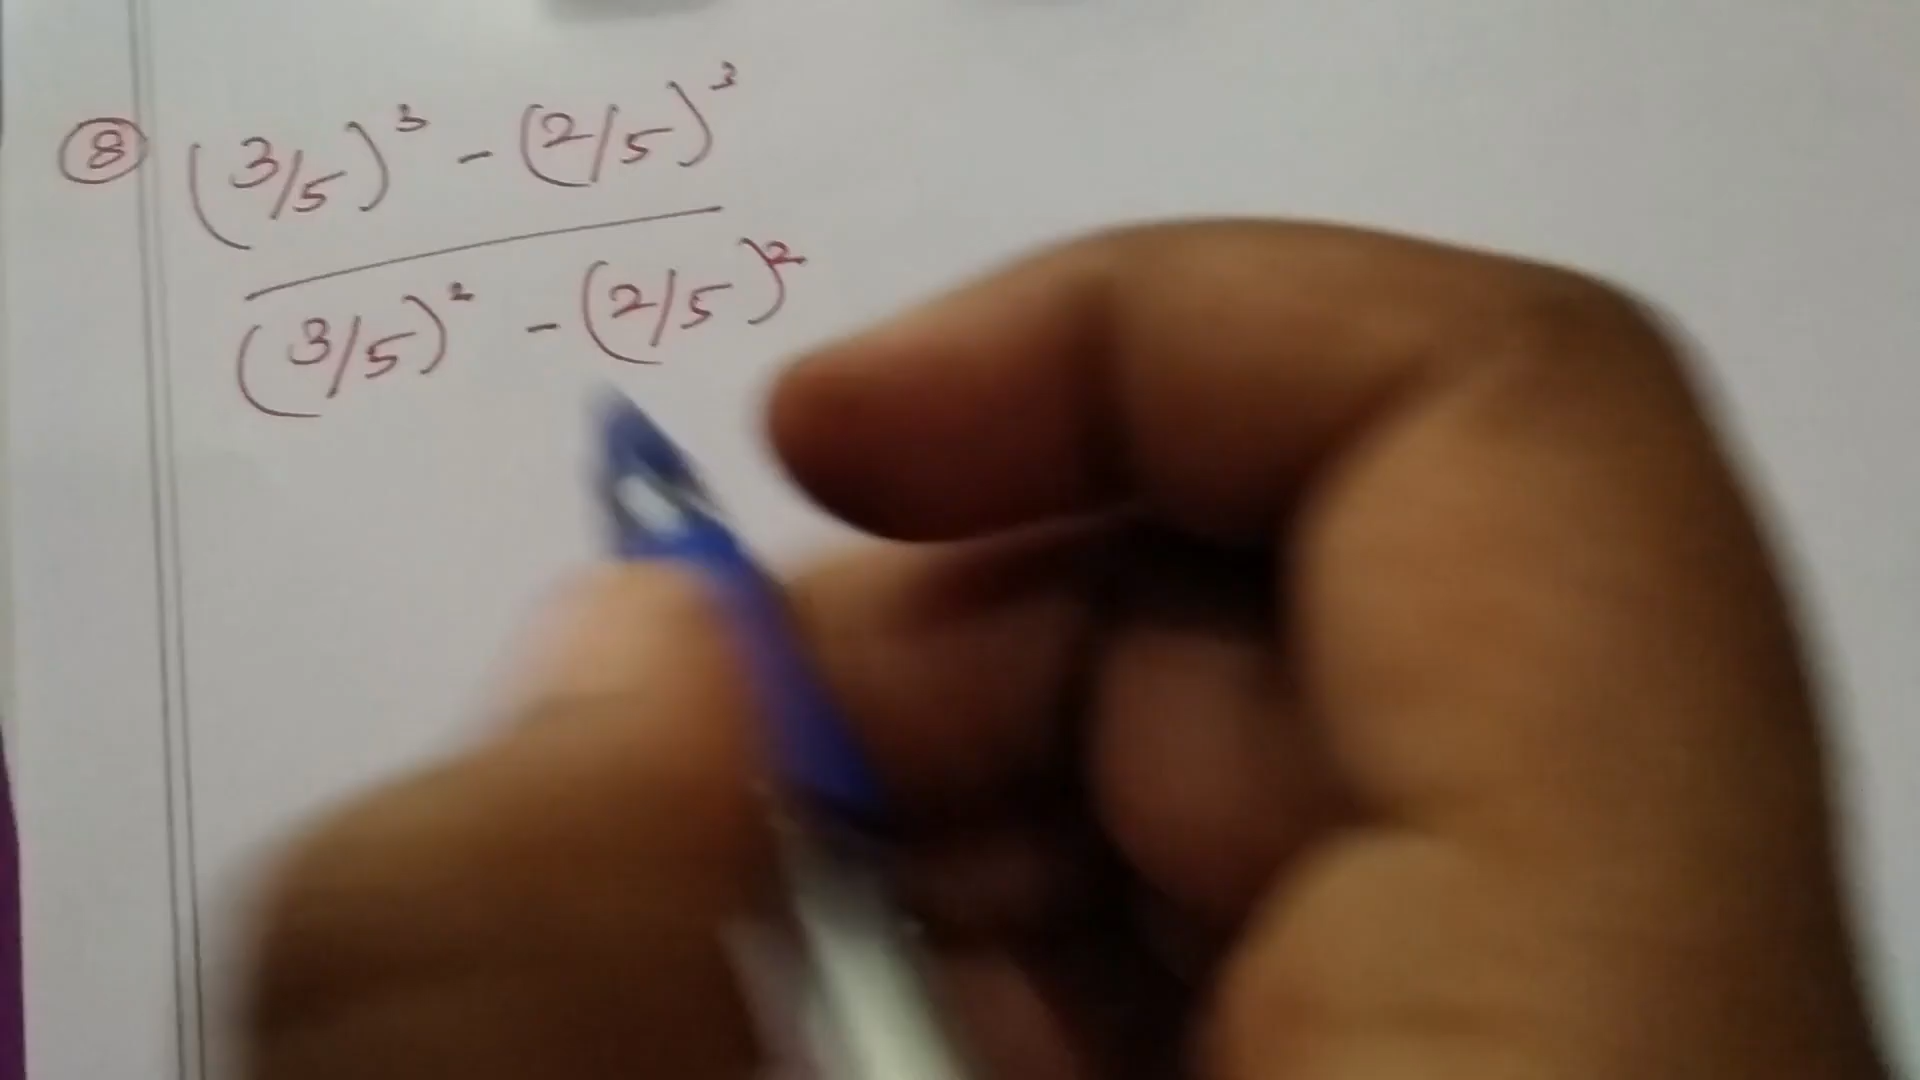 ⑧ (3/5)³ - (2/5)³
(3/5)² - (2/5)²